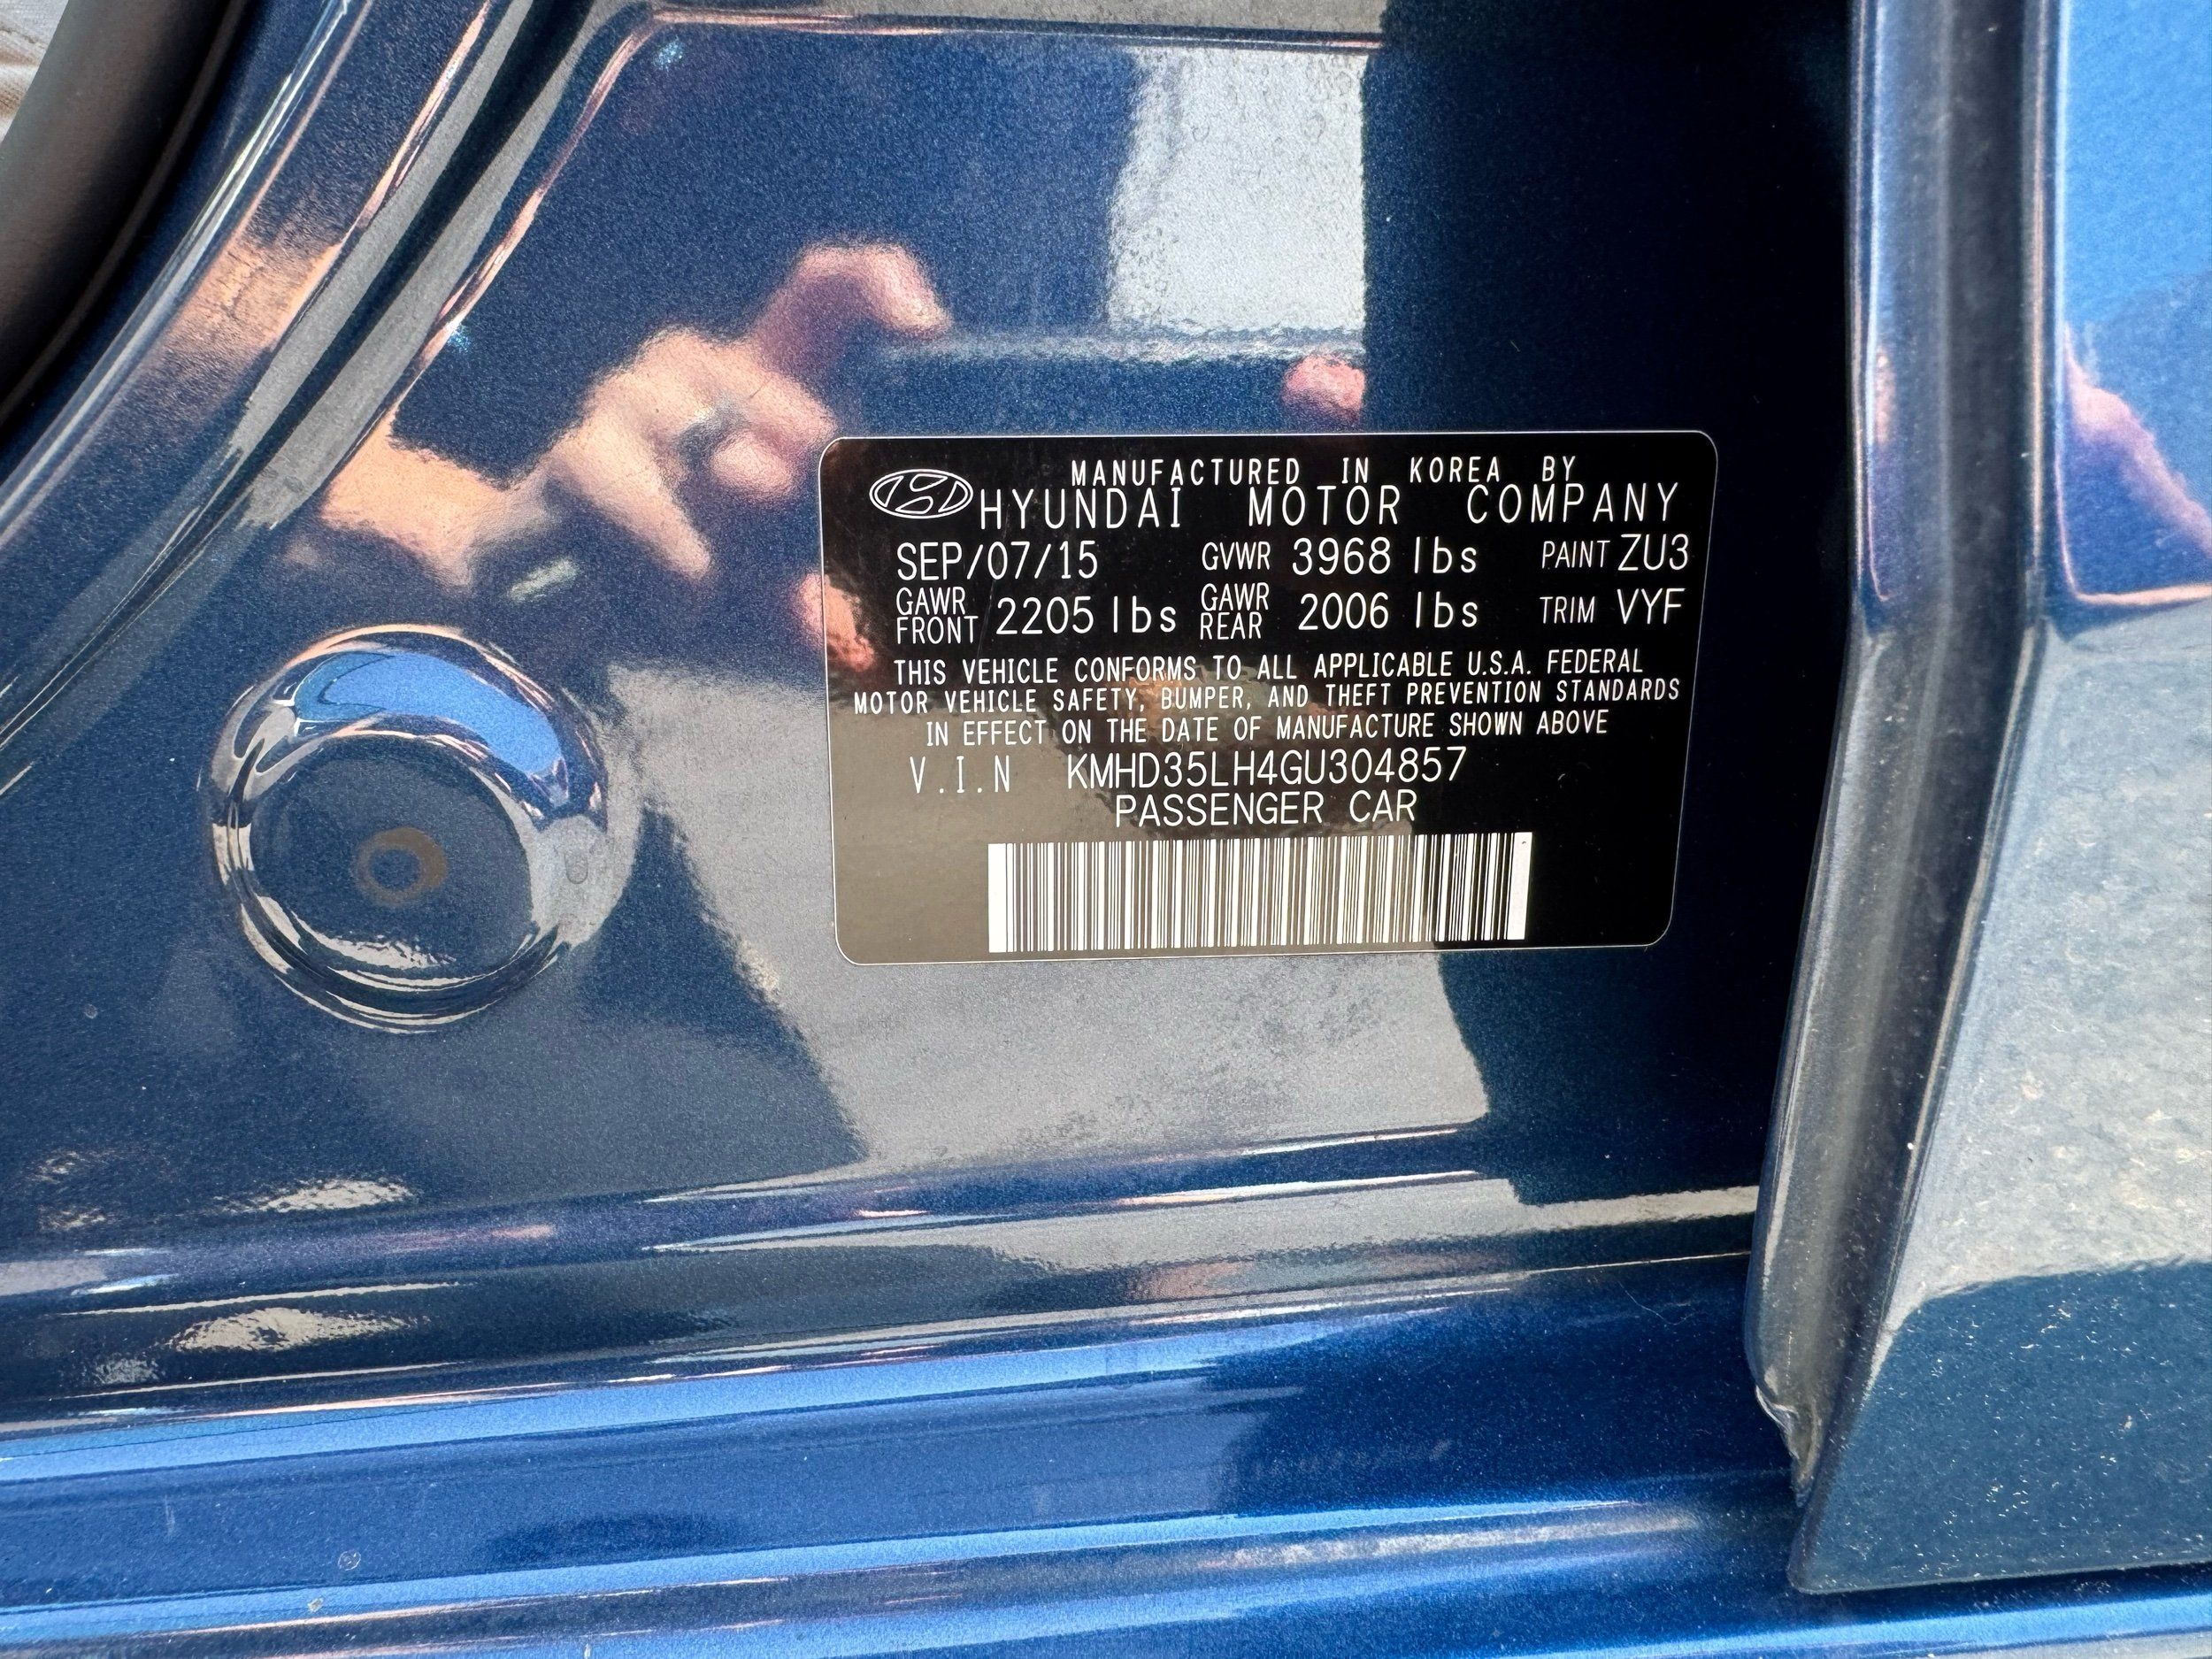 MANUFACTURED IN KOREA BY
HYUNDAI MOTOR COMPANY
SEP/07/15 GVWR 3968 lbs PAINT ZU3
GAWR FRONT 2205 lbs GAWR REAR 2006 lbs TRIM VYF
THIS VEHICLE CONFORMS TO ALL APPLICABLE U.S.A. FEDERAL
MOTOR VEHICLE SAFETY, BUMPER, AND THEFT PREVENTION STANDARDS
IN EFFECT ON THE DATE OF MANUFACTURE SHOWN ABOVE
V.I.N KMHD35LH4GU304857
PASSENGER CAR